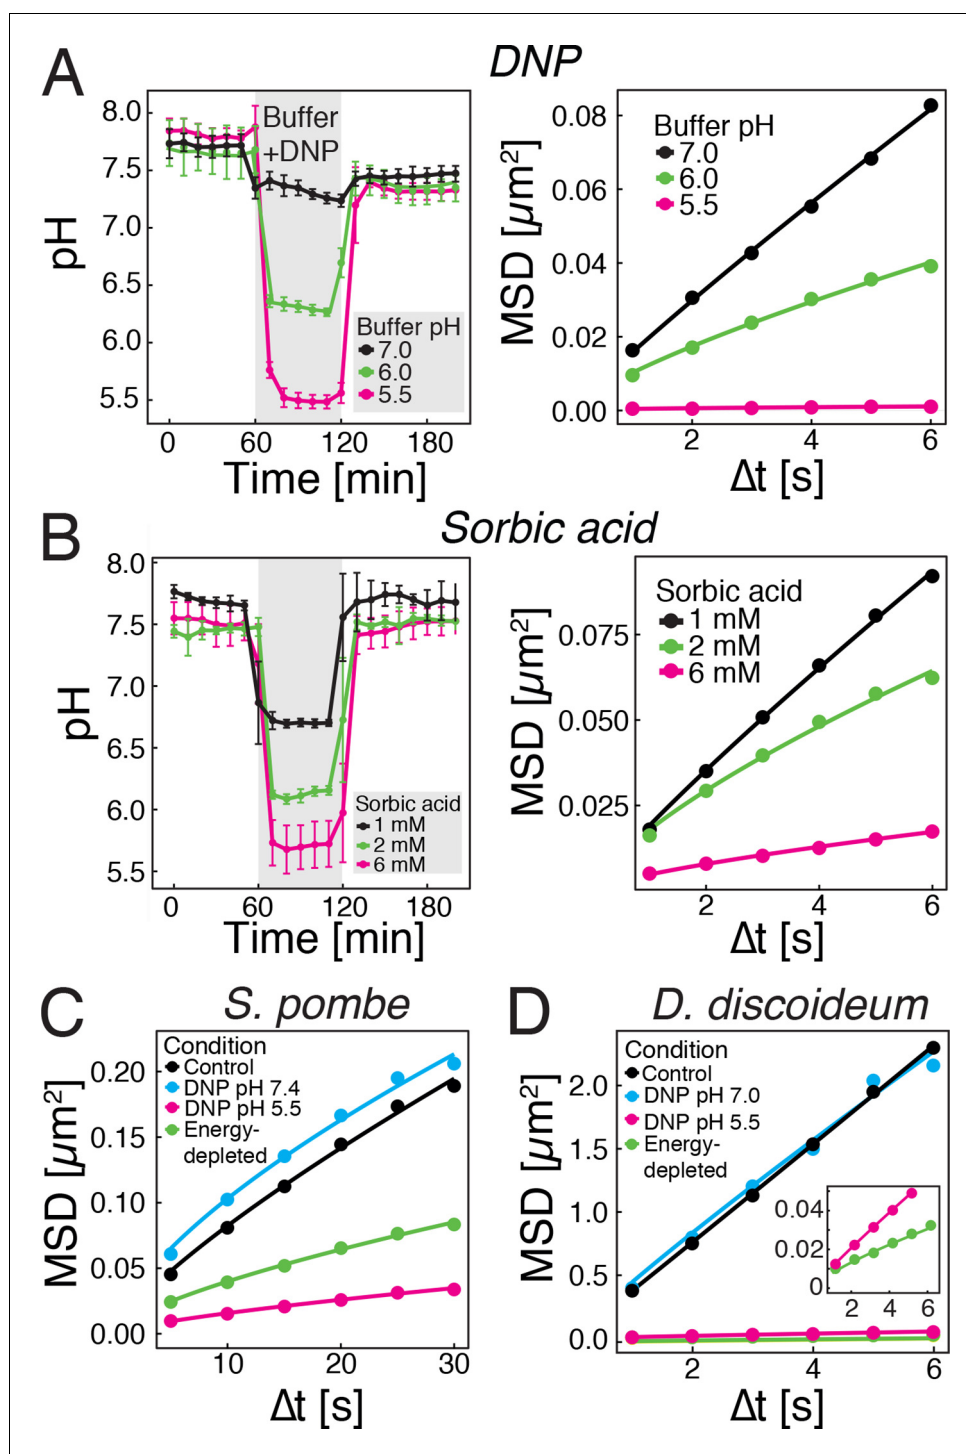 A
DNP
Buffer
+DNP
pH
8.0
7.5
7.0
6.5
6.0
5.5
Buffer pH
7.0
6.0
5.5
0 60 120 180
Time [min]
MSD [µm²]
0.08
0.06
0.04
0.02
0.00
Buffer pH
7.0
6.0
5.5
2 4 6
Δt [s]
B
Sorbic acid
pH
8.0
7.5
7.0
6.5
6.0
5.5
Sorbic acid
1 mM
2 mM
6 mM
0 60 120 180
Time [min]
MSD [µm²]
0.075
0.050
0.025
Sorbic acid
1 mM
2 mM
6 mM
2 4 6
Δt [s]
C
S. pombe
MSD [µm²]
0.20
0.15
0.10
0.05
0.00
Condition
Control
DNP pH 7.4
DNP pH 5.5
Energy-
depleted
10 20 30
Δt [s]
D
D. discoideum
MSD [µm²]
2.0
1.5
1.0
0.5
0.0
Condition
Control
DNP pH 7.0
DNP pH 5.5
Energy-
depleted
0.04
0.02
0
2 4 6
2 4 6
Δt [s]